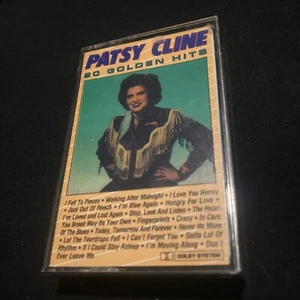 PATSY CLINE
20 GOLDEN HITS
I Fall To Pieces • Walking After Midnight • I Love You Honey
• Just Out Of Reach • I'm Blue Again • Hungry For Love •
I've Loved and Lost Again • Stop, Look And Listen • The Heart
You Break May Be Your Own • Fingerprints • Crazy • In Care
Of The Blues • Today, Tomorrow And Forever • Never No More
• Let The Teardrops Fall • I Can't Forget You • Gotta Lot Of
Rhythm • If I Could Stay Asleep • I'm Moving Along • Don't
Ever Leave Me
DOLBY SYSTEM